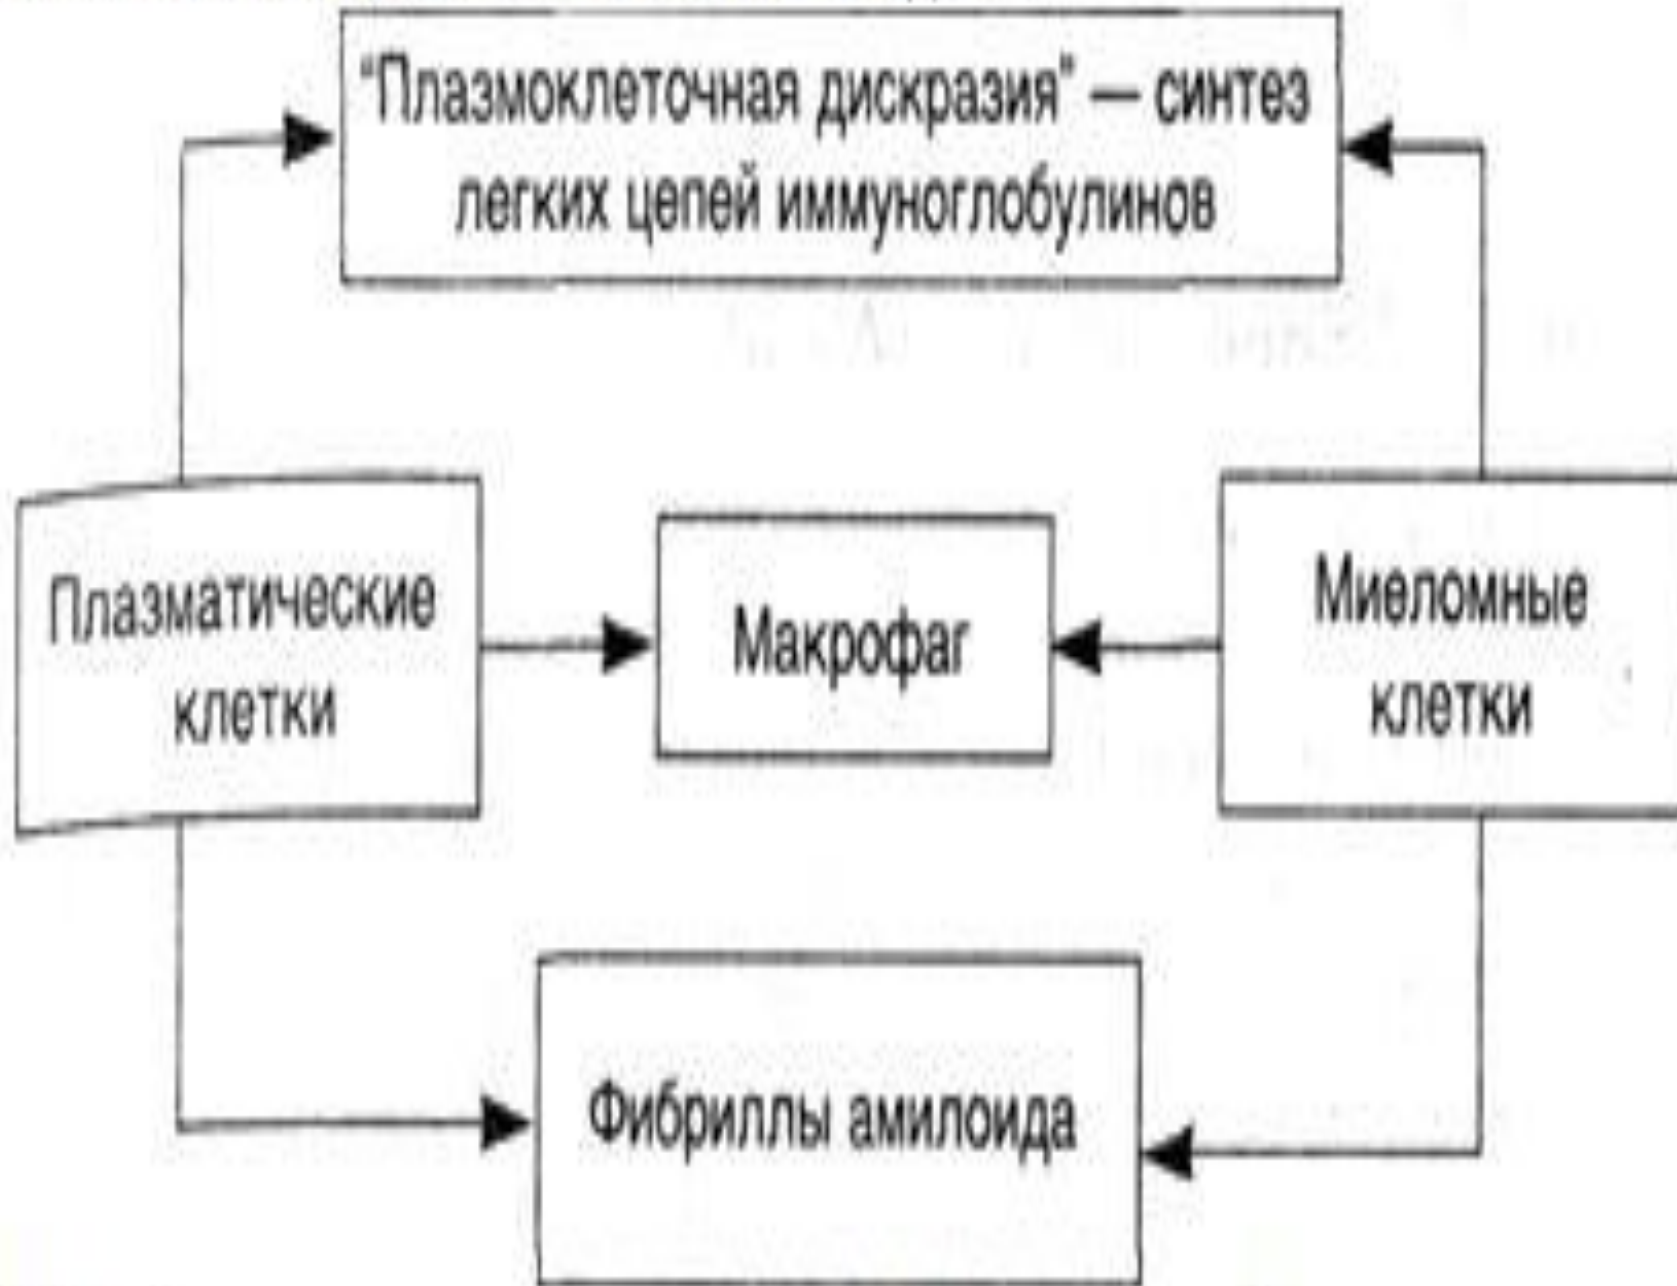 "Плазмоклеточная дискразия" — синтез
легких цепей иммуноглобулинов
Плазматические
клетки
Макрофаг
Миеломные
клетки
Фибриллы амилоида